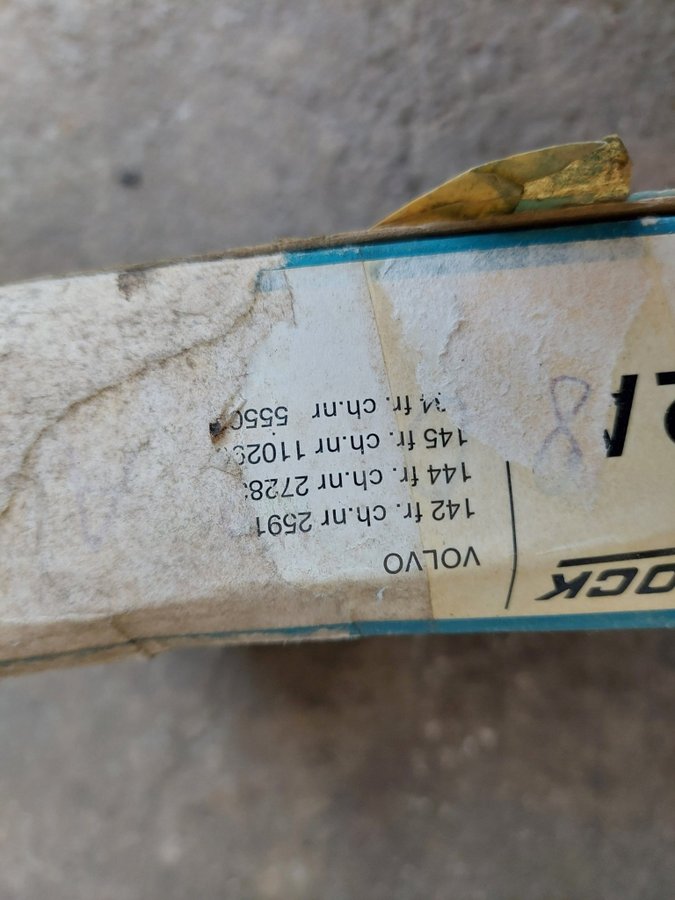 VOLVO
142 fr. ch.nr 2591
144 fr. ch.nr 2728
145 fr. ch.nr 1102
fr. ch.nr 555
OCK
8